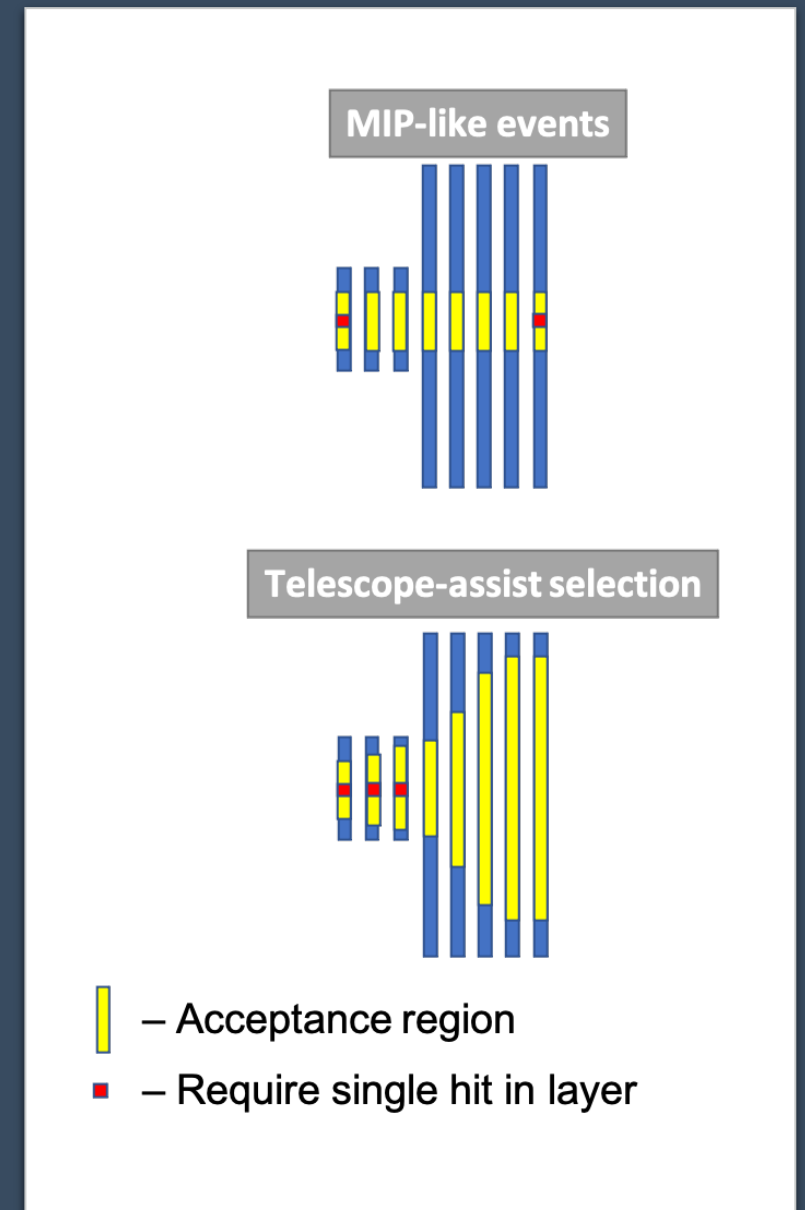 MIP-like events
Telescope-assist selection
– Acceptance region
– Require single hit in layer